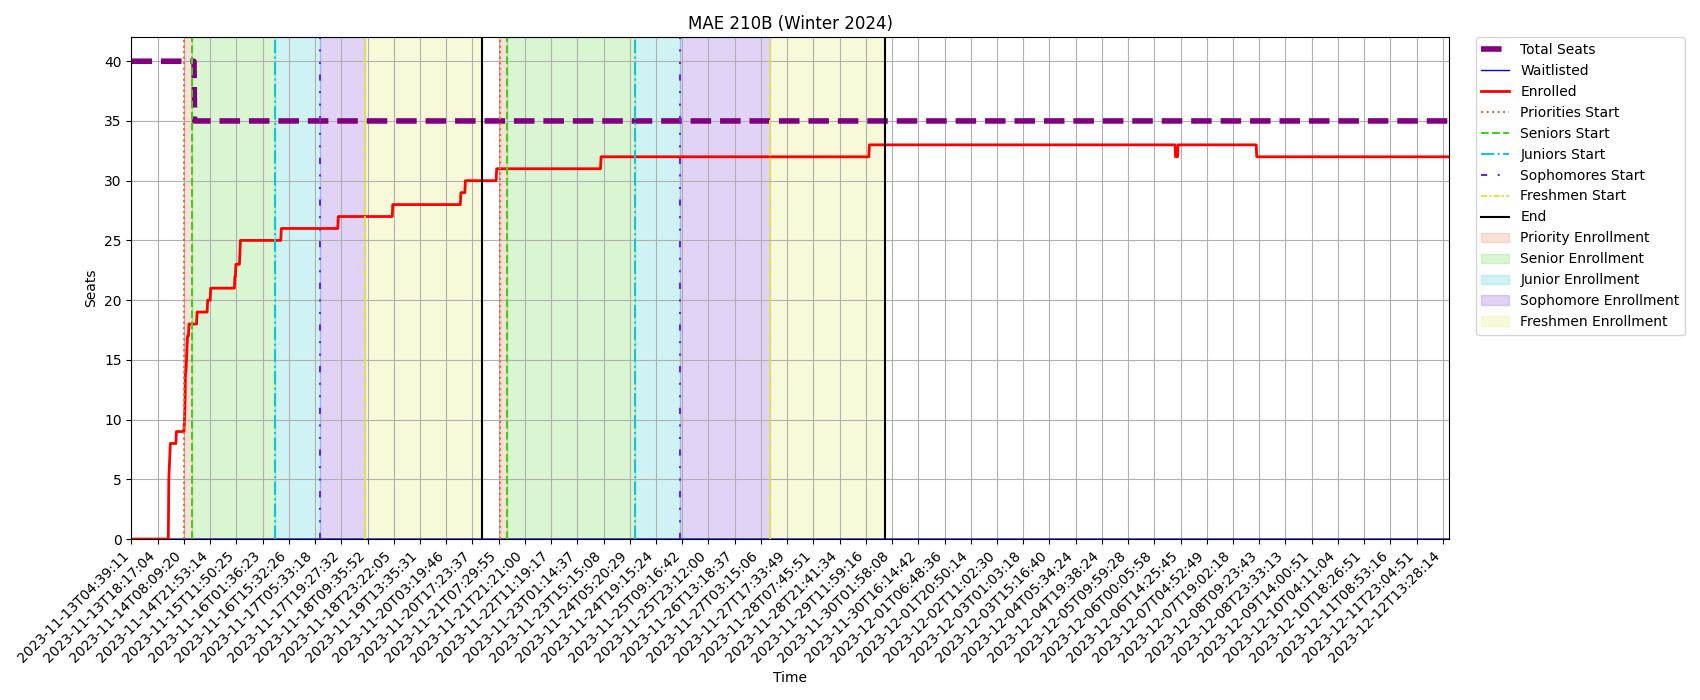 MAE 210B (Winter 2024)
40
35
30
25
20
15
10
5
0
Seats
2023-11-13T04:39:11
2023-11-13T18:17:04
2023-11-14T08:09:20
2023-11-14T21:53:14
2023-11-15T11:50:25
2023-11-16T01:36:23
2023-11-16T15:32:26
2023-11-17T05:33:18
2023-11-17T19:27:32
2023-11-18T09:35:52
2023-11-18T23:22:05
2023-11-19T13:35:31
2023-11-20T03:19:46
2023-11-20T17:23:37
2023-11-21T07:29:55
2023-11-21T21:21:00
2023-11-22T11:19:17
2023-11-23T01:14:37
2023-11-23T15:15:08
2023-11-24T05:20:29
2023-11-24T19:15:24
2023-11-25T09:16:42
2023-11-25T23:12:00
2023-11-26T13:18:37
2023-11-27T03:15:06
2023-11-27T17:33:49
2023-11-28T07:45:51
2023-11-28T21:41:34
2023-11-29T11:59:16
2023-11-30T01:58:09
2023-11-30T16:14:42
2023-12-01T06:48:36
2023-12-01T20:50:14
2023-12-02T11:02:30
2023-12-03T01:03:18
2023-12-03T15:16:40
2023-12-04T05:34:24
2023-12-04T19:38:24
2023-12-05T09:59:28
2023-12-06T00:05:58
2023-12-06T14:25:45
2023-12-07T04:52:49
2023-12-07T19:02:18
2023-12-08T09:23:43
2023-12-08T23:33:13
2023-12-09T14:00:51
2023-12-10T04:11:04
2023-12-10T18:26:51
2023-12-11T08:53:16
2023-12-11T23:04:51
2023-12-12T13:28:14
Time
Total Seats
Waitlisted
Enrolled
Priorities Start
Seniors Start
Juniors Start
Sophomores Start
Freshmen Start
End
Priority Enrollment
Senior Enrollment
Junior Enrollment
Sophomore Enrollment
Freshmen Enrollment